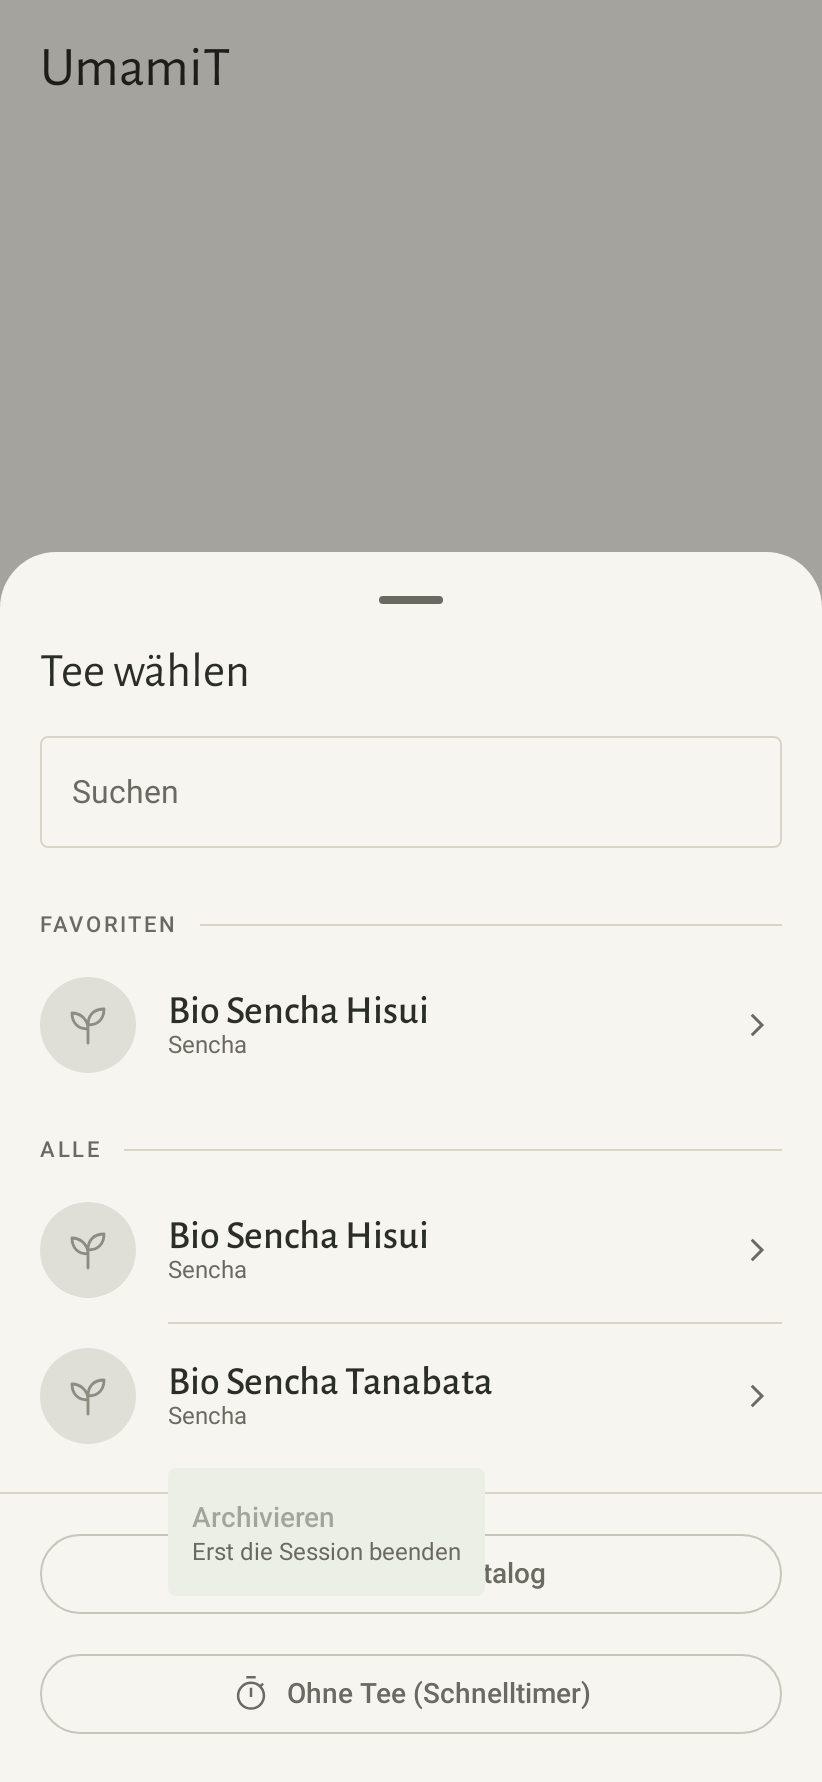 UmamiT
Tee wählen
Suchen
FAVORITEN
Bio Sencha Hisui
Sencha
ALLE
Bio Sencha Hisui
Sencha
Bio Sencha Tanabata
Sencha
Archivieren
Erst die Session beenden
talog
Ohne Tee (Schnelltimer)